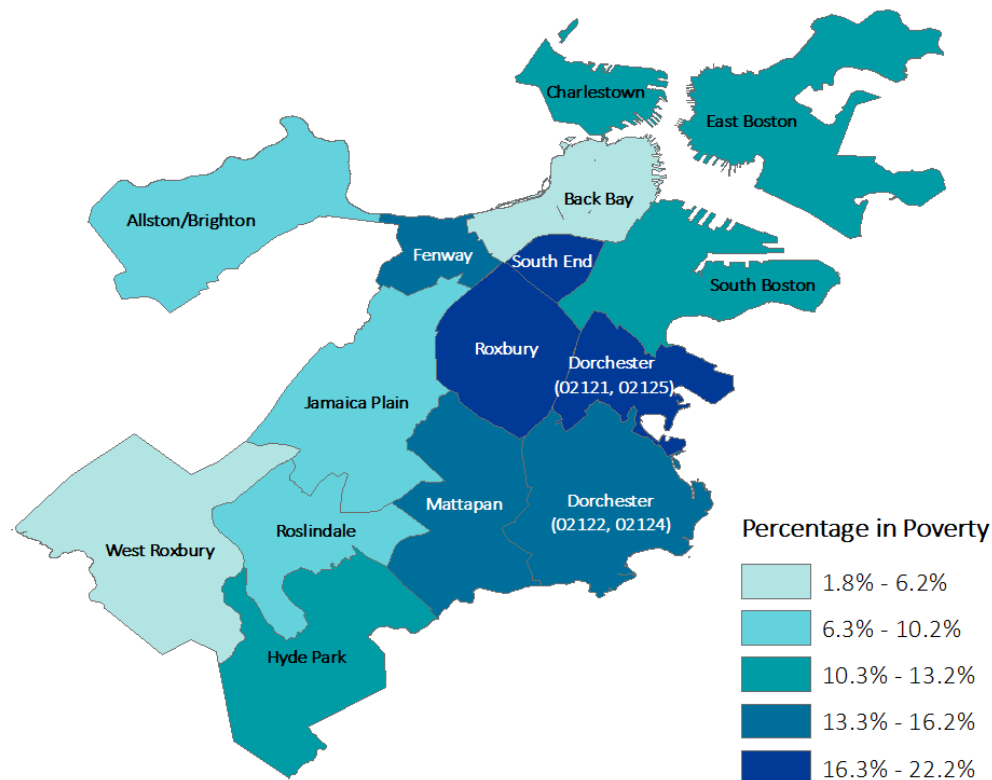 Charlestown
East Boston
Back Bay
Allston/Brighton
Fenway
South End
South Boston
Roxbury
Dorchester
(02121, 02125)
Jamaica Plain
Mattapan
Dorchester
(02122, 02124)
Roslindale
West Roxbury
Hyde Park
Percentage in Poverty
1.8% - 6.2%
6.3% - 10.2%
10.3% - 13.2%
13.3% - 16.2%
16.3% - 22.2%